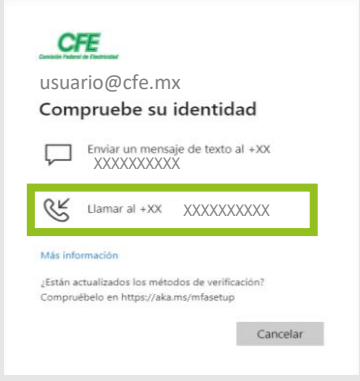 CFE
Comisión Federal de Electricidad
usuario@cfe.mx
Compruebe su identidad
Enviar un mensaje de texto al +XX
XXXXXXXXXX
Llamar al +XX XXXXXXXXXX
Más información
¿Están actualizados los métodos de verificación?
Compruébelo en https://aka.ms/mfasetup
Cancelar